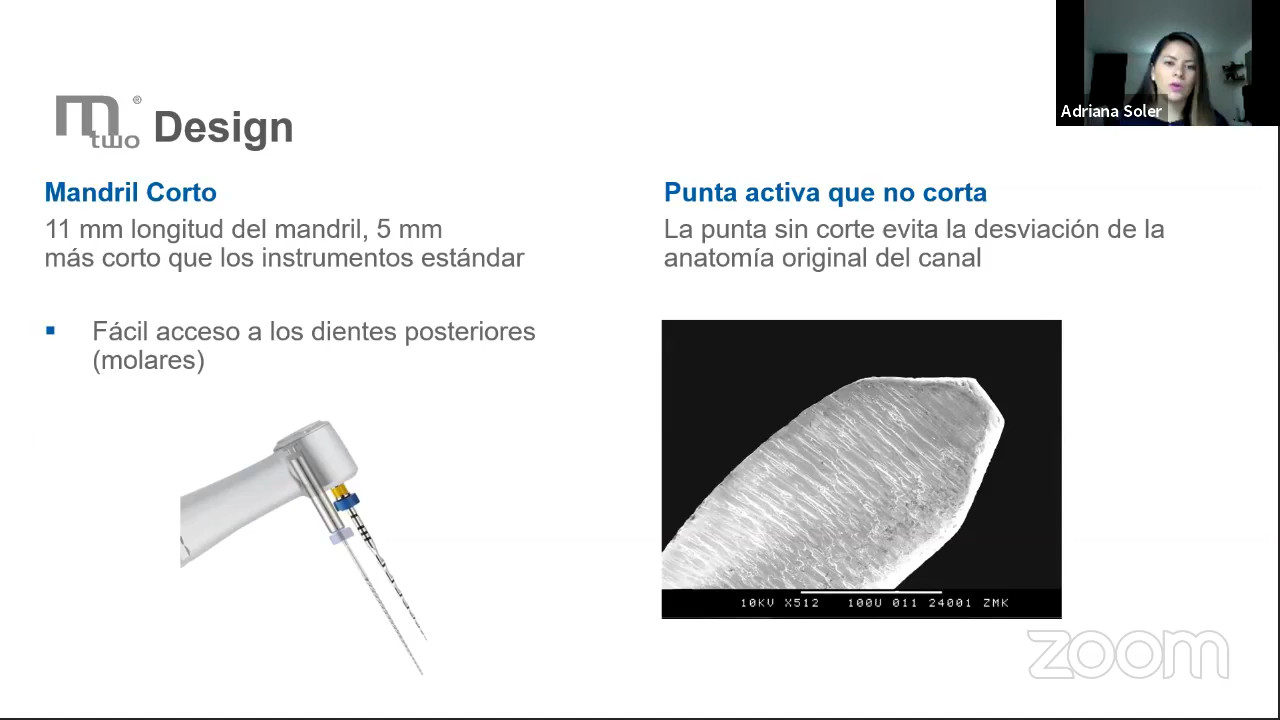 Adriana Soler
mtwo® Design
Mandril Corto
11 mm longitud del mandril, 5 mm
más corto que los instrumentos estándar
Fácil acceso a los dientes posteriores
(molares)
Punta activa que no corta
La punta sin corte evita la desviación de la
anatomía original del canal
10KV X512 100U 011 24001 ZMK
zoom